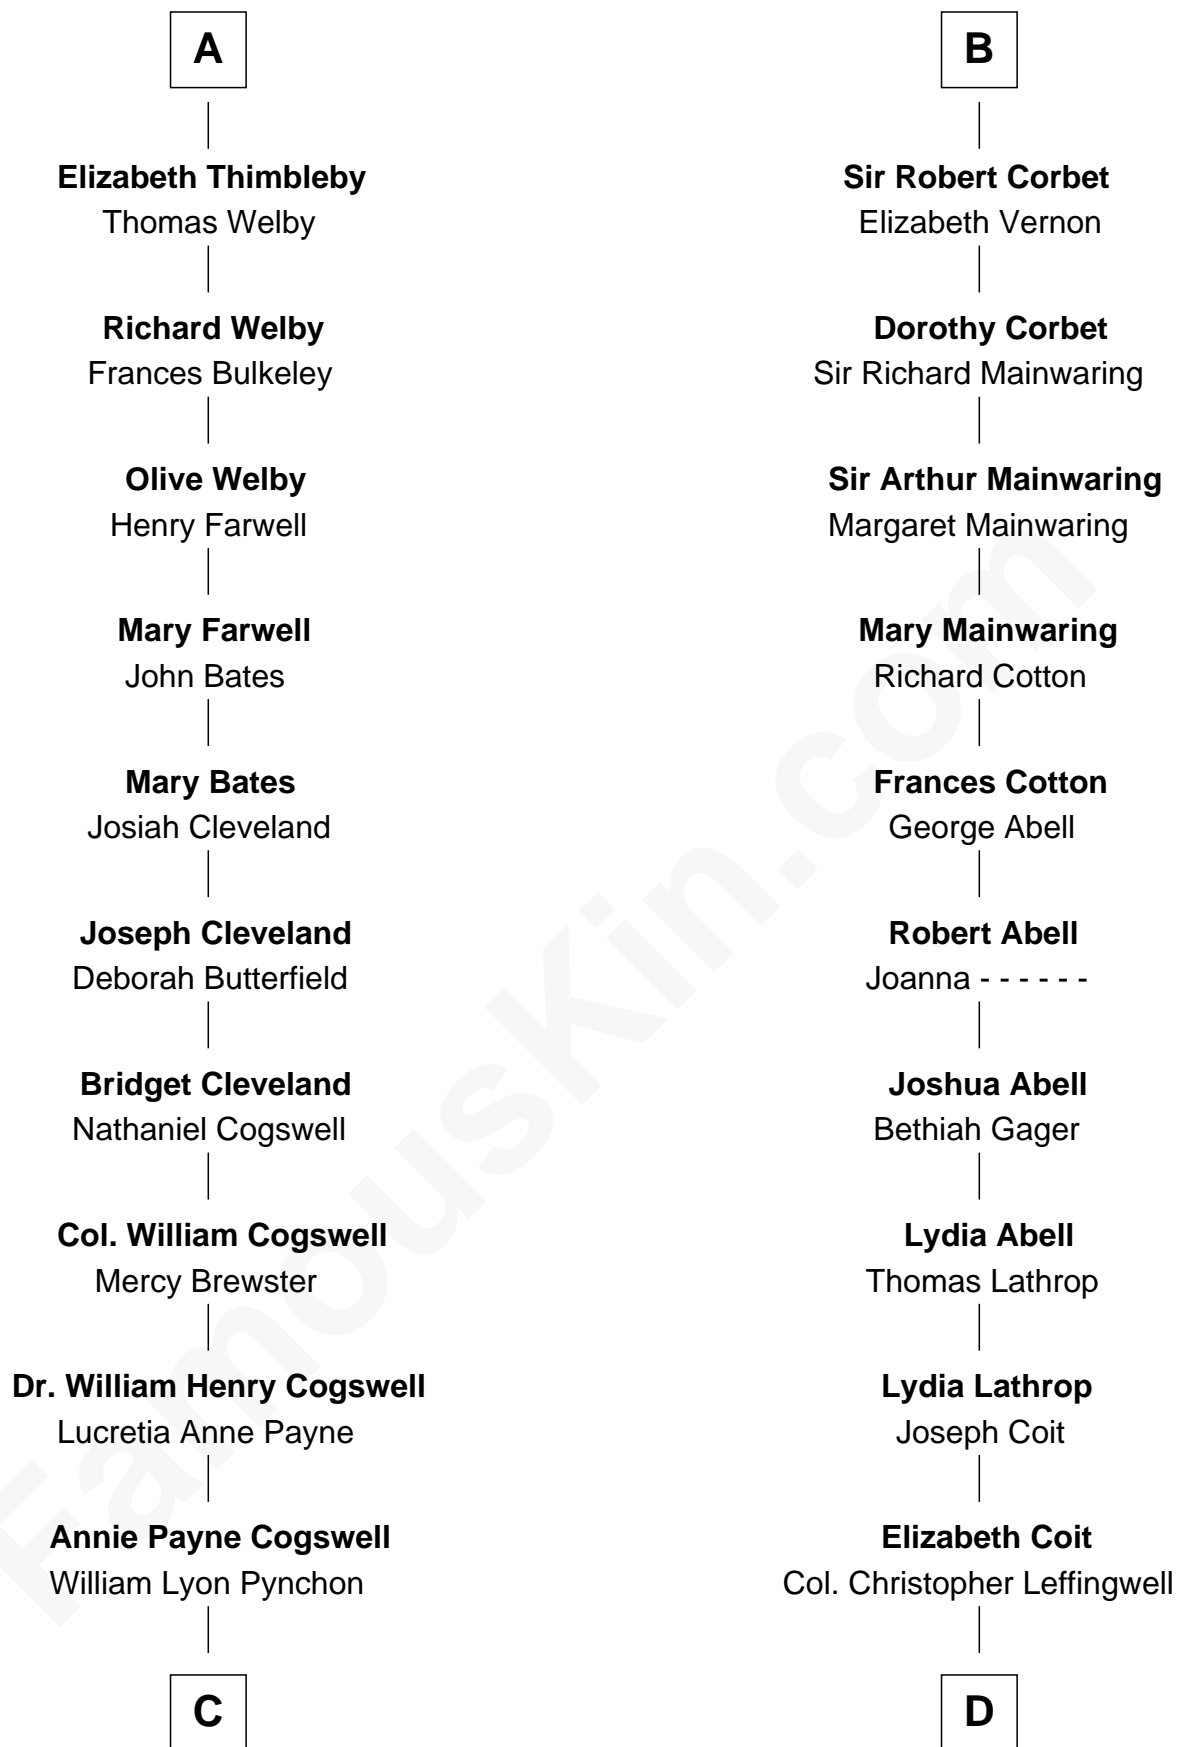 A
Elizabeth Thimbleby
Thomas Welby
Richard Welby
Frances Bulkeley
Olive Welby
Henry Farwell
Mary Farwell
John Bates
Mary Bates
Josiah Cleveland
Joseph Cleveland
Deborah Butterfield
Bridget Cleveland
Nathaniel Cogswell
Col. William Cogswell
Mercy Brewster
Dr. William Henry Cogswell
Lucretia Anne Payne
Annie Payne Cogswell
William Lyon Pynchon
C
B
Sir Robert Corbet
Elizabeth Vernon
Dorothy Corbet
Sir Richard Mainwaring
Sir Arthur Mainwaring
Margaret Mainwaring
Mary Mainwaring
Richard Cotton
Frances Cotton
George Abell
Robert Abell
Joanna - - - - - -
Joshua Abell
Bethiah Gager
Lydia Abell
Thomas Lathrop
Lydia Lathrop
Joseph Coit
Elizabeth Coit
Col. Christopher Leffingwell
D
FamousKin.com